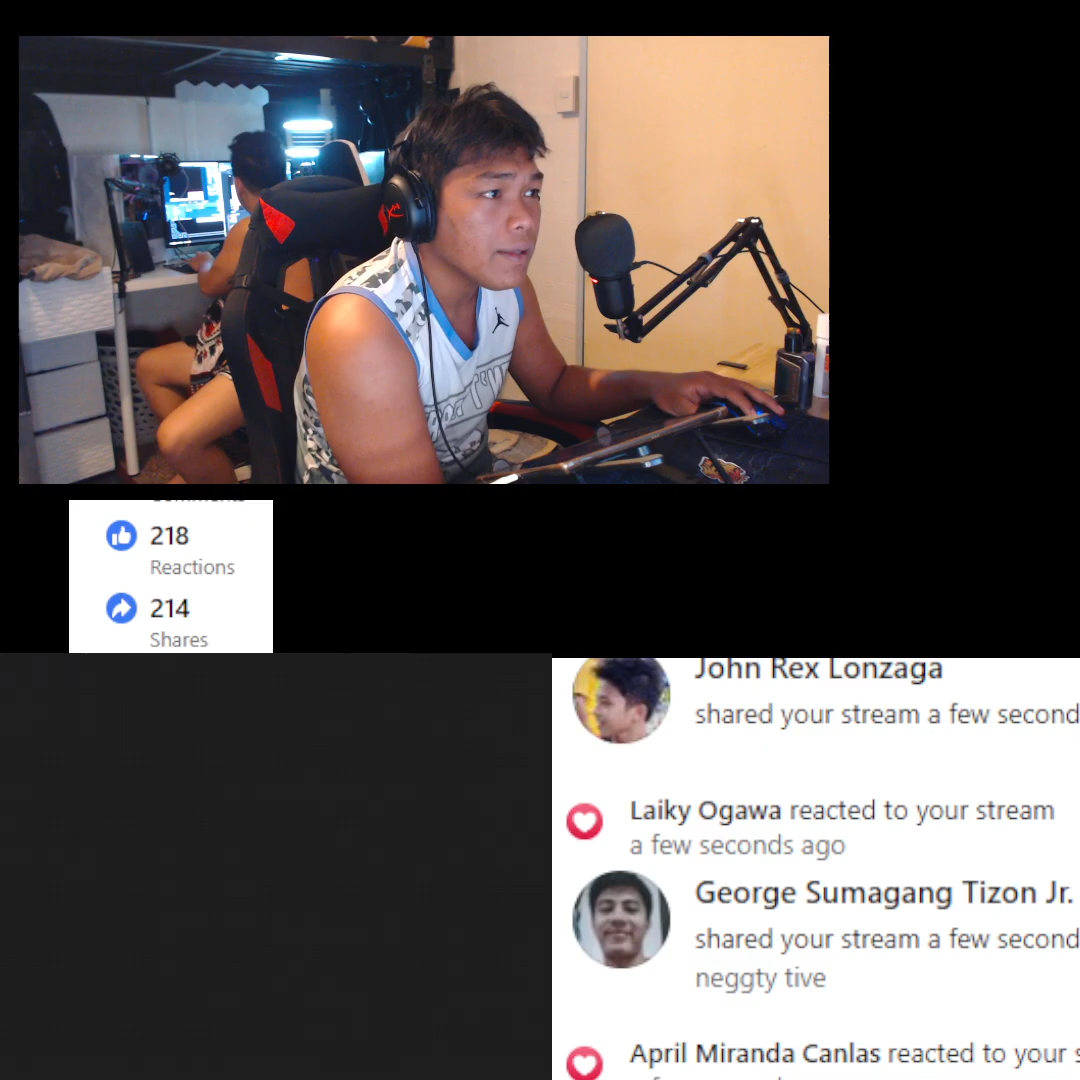 218
Reactions
214
Shares
John Rex Lonzaga
shared your stream a few second
Laiky Ogawa reacted to your stream
a few seconds ago
George Sumagang Tizon Jr.
shared your stream a few second
neggty tive
April Miranda Canlas reacted to your s